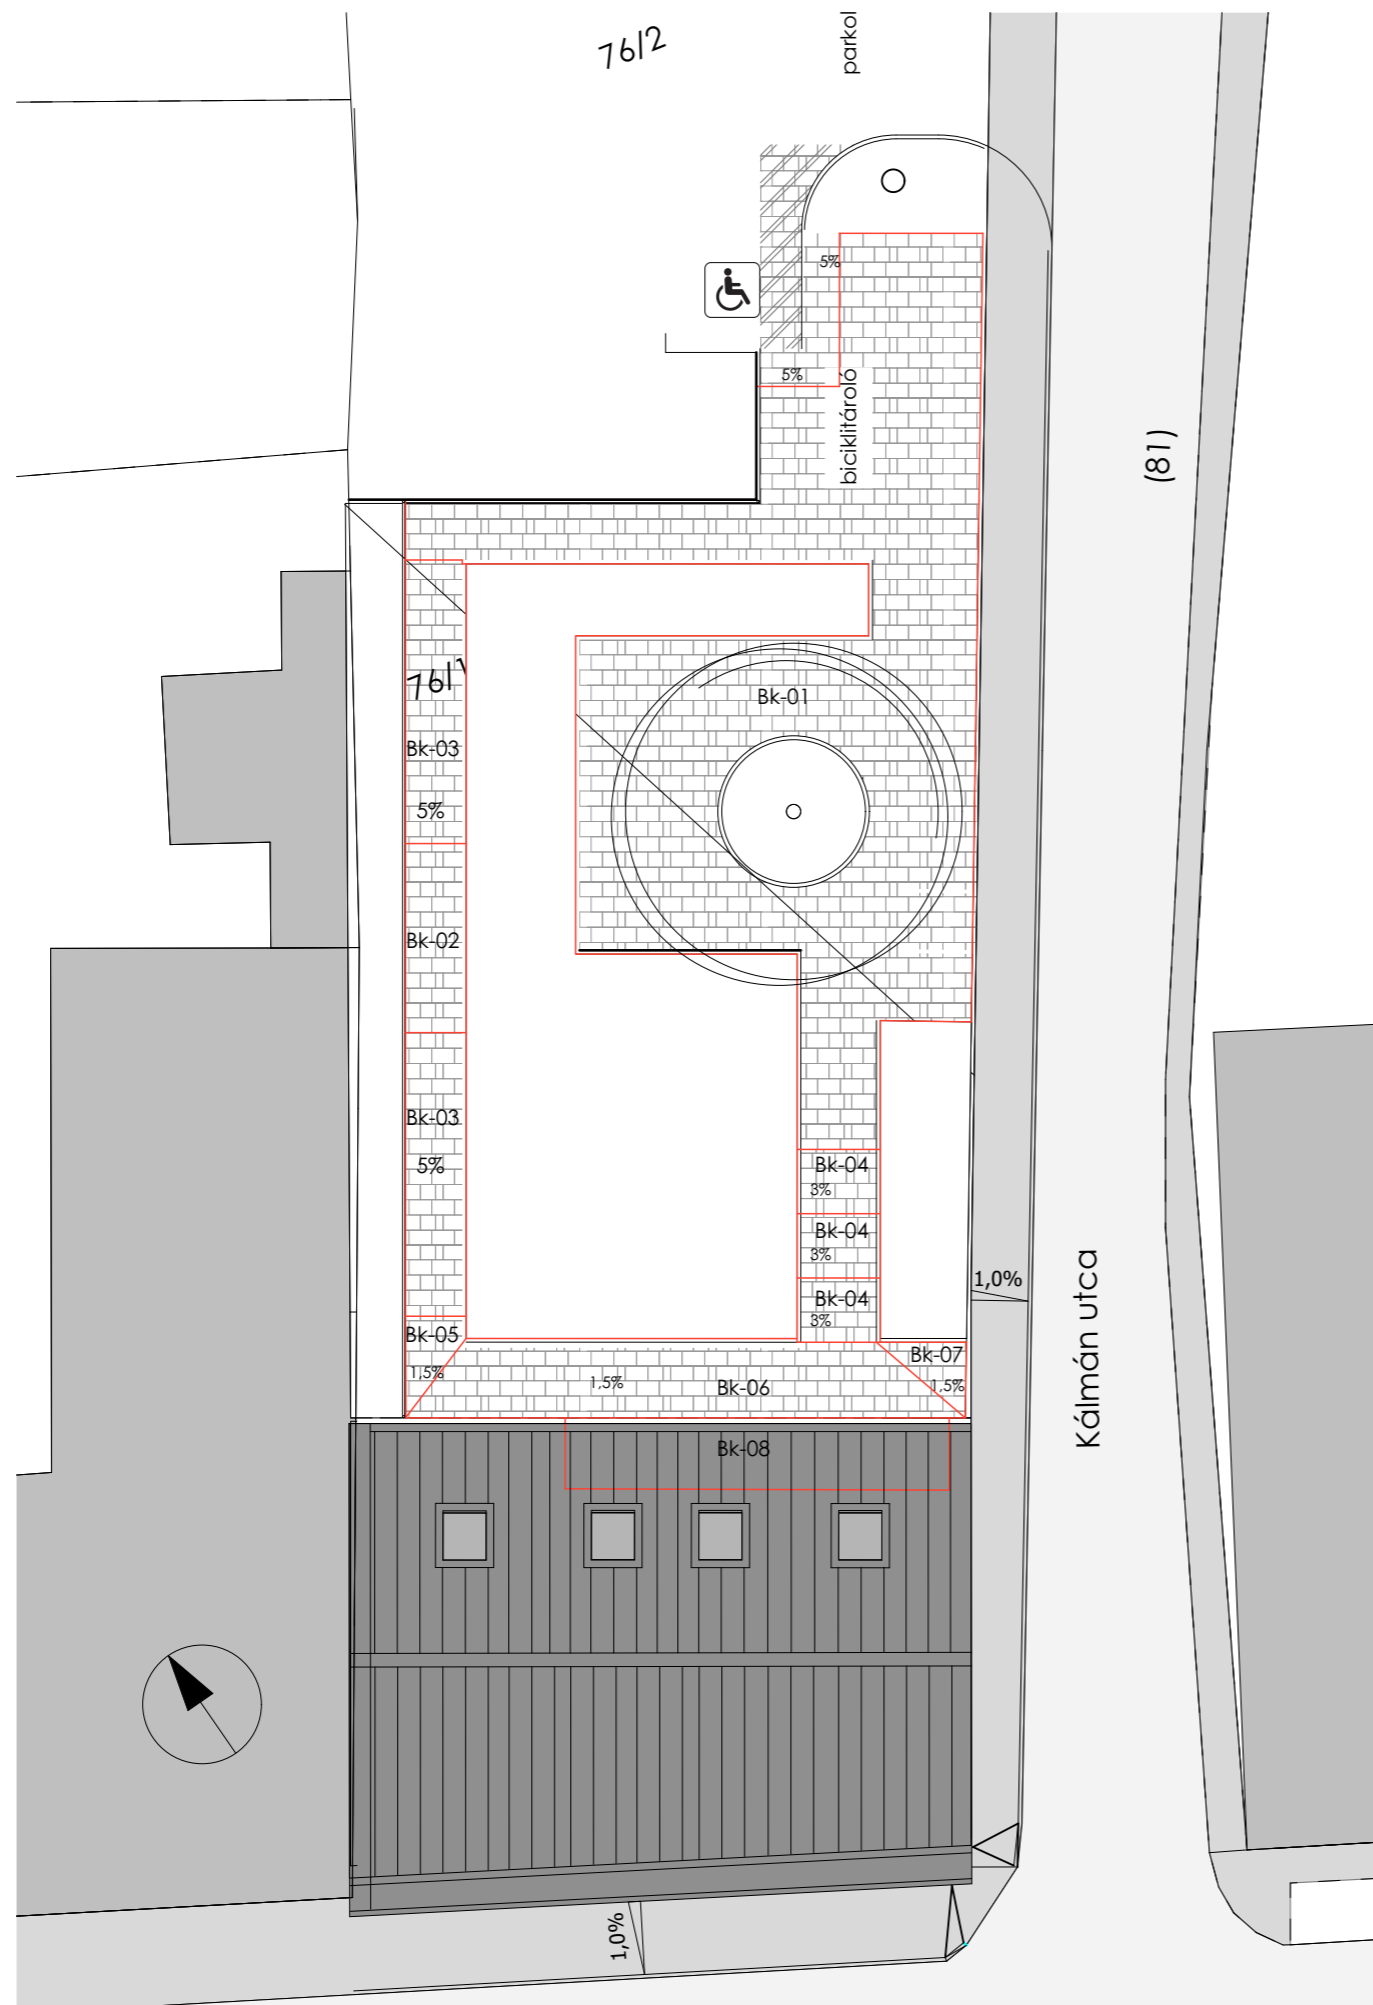 76/2
parkol
5%
5%
biciklitároló
(81)
76/1
Bk-01
Bk-03
5%
Bk-02
Bk-03
5%
Bk-04
3%
Bk-04
3%
Bk-04
3%
1,0%
Kálmán utca
Bk-05
1,5%
1,5%
Bk-06
Bk-07
1,5%
Bk-08
1,0%